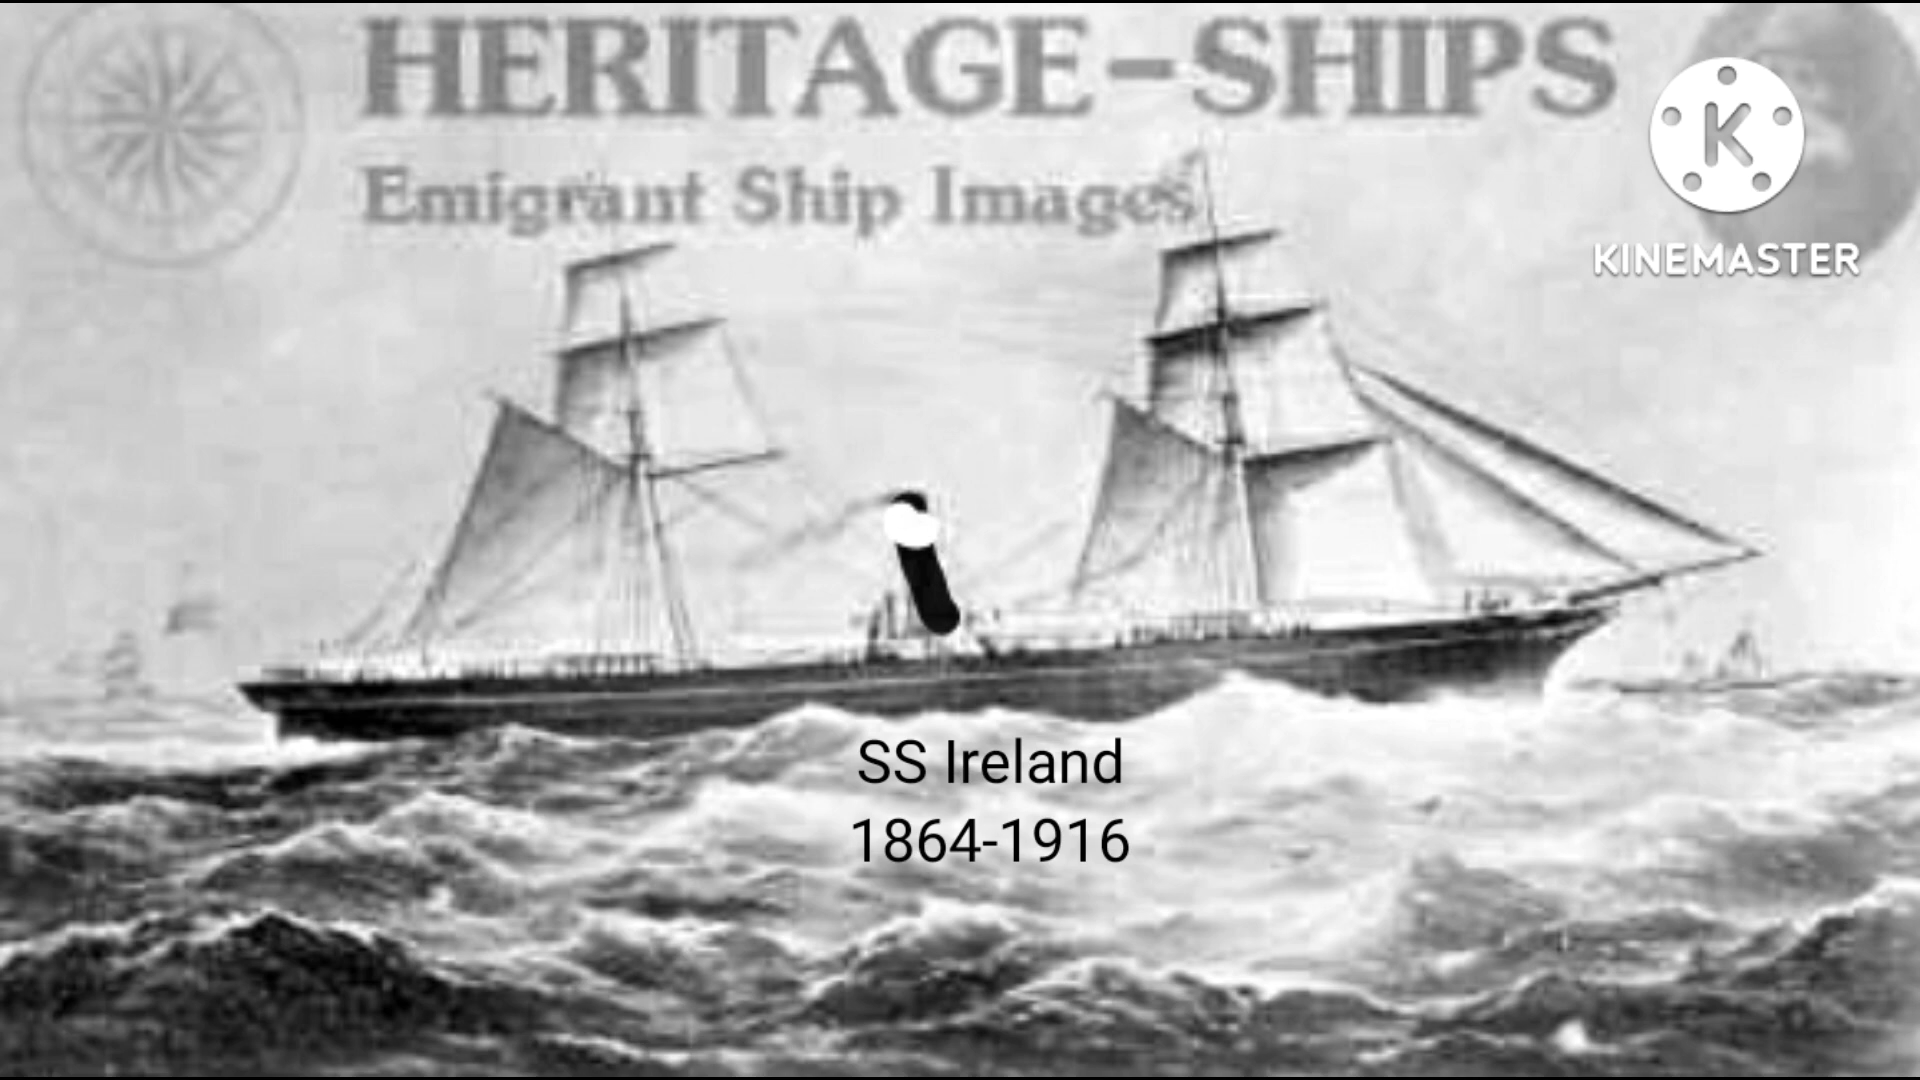 HERITAGE-SHIPS
Emigrant Ship Images
K
KINEMASTER
SS Ireland
1864-1916